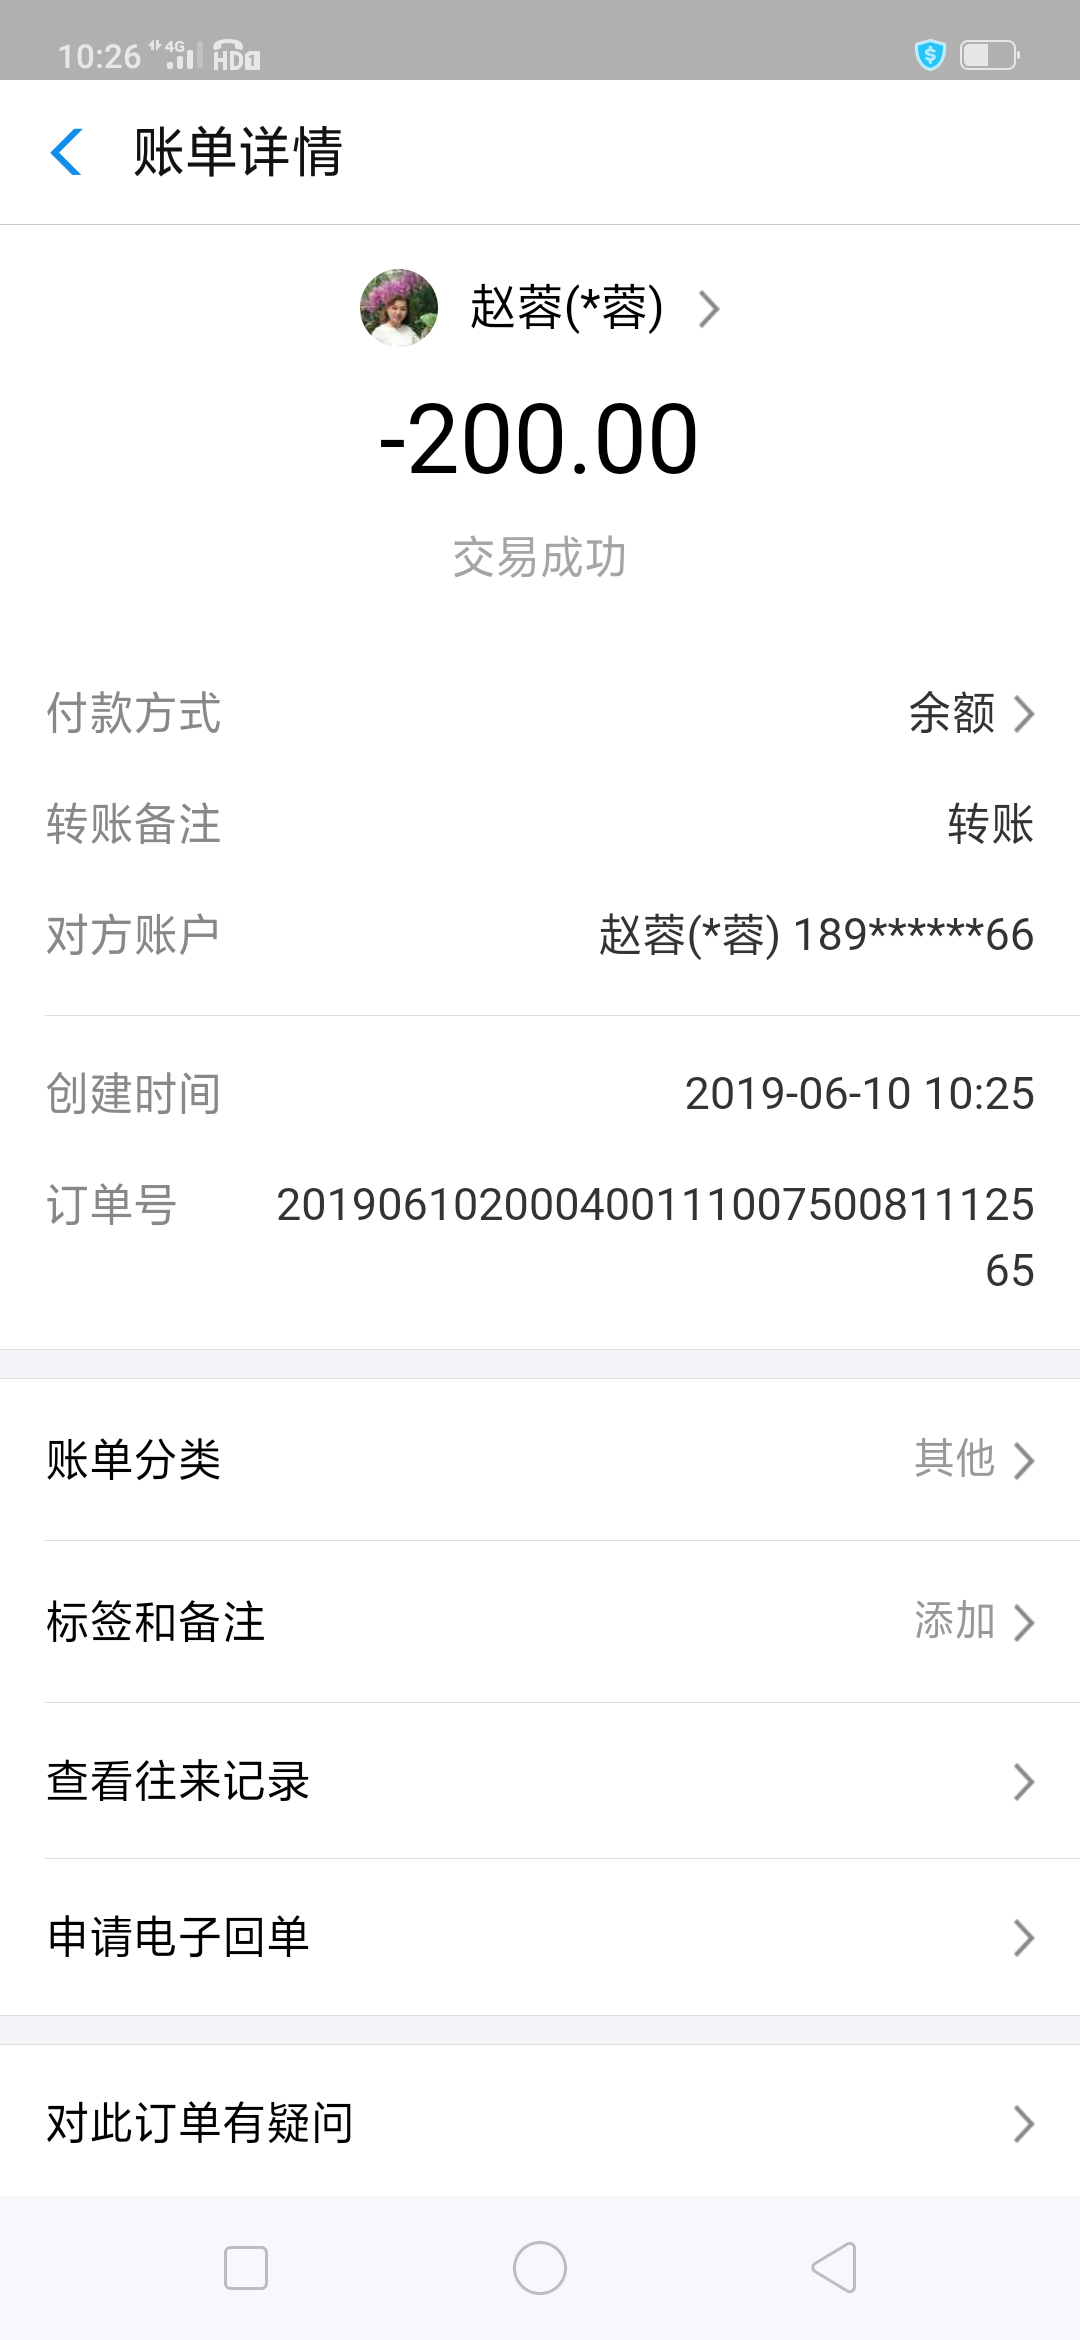 10:26 4G HD1
账单详情
赵蓉(*蓉)
-200.00
交易成功
付款方式 余额
转账备注 转账
对方账户 赵蓉(*蓉) 189******66
创建时间 2019-06-10 10:25
订单号 201906102000400111007500811125
65
账单分类 其他
标签和备注 添加
查看往来记录
申请电子回单
对此订单有疑问